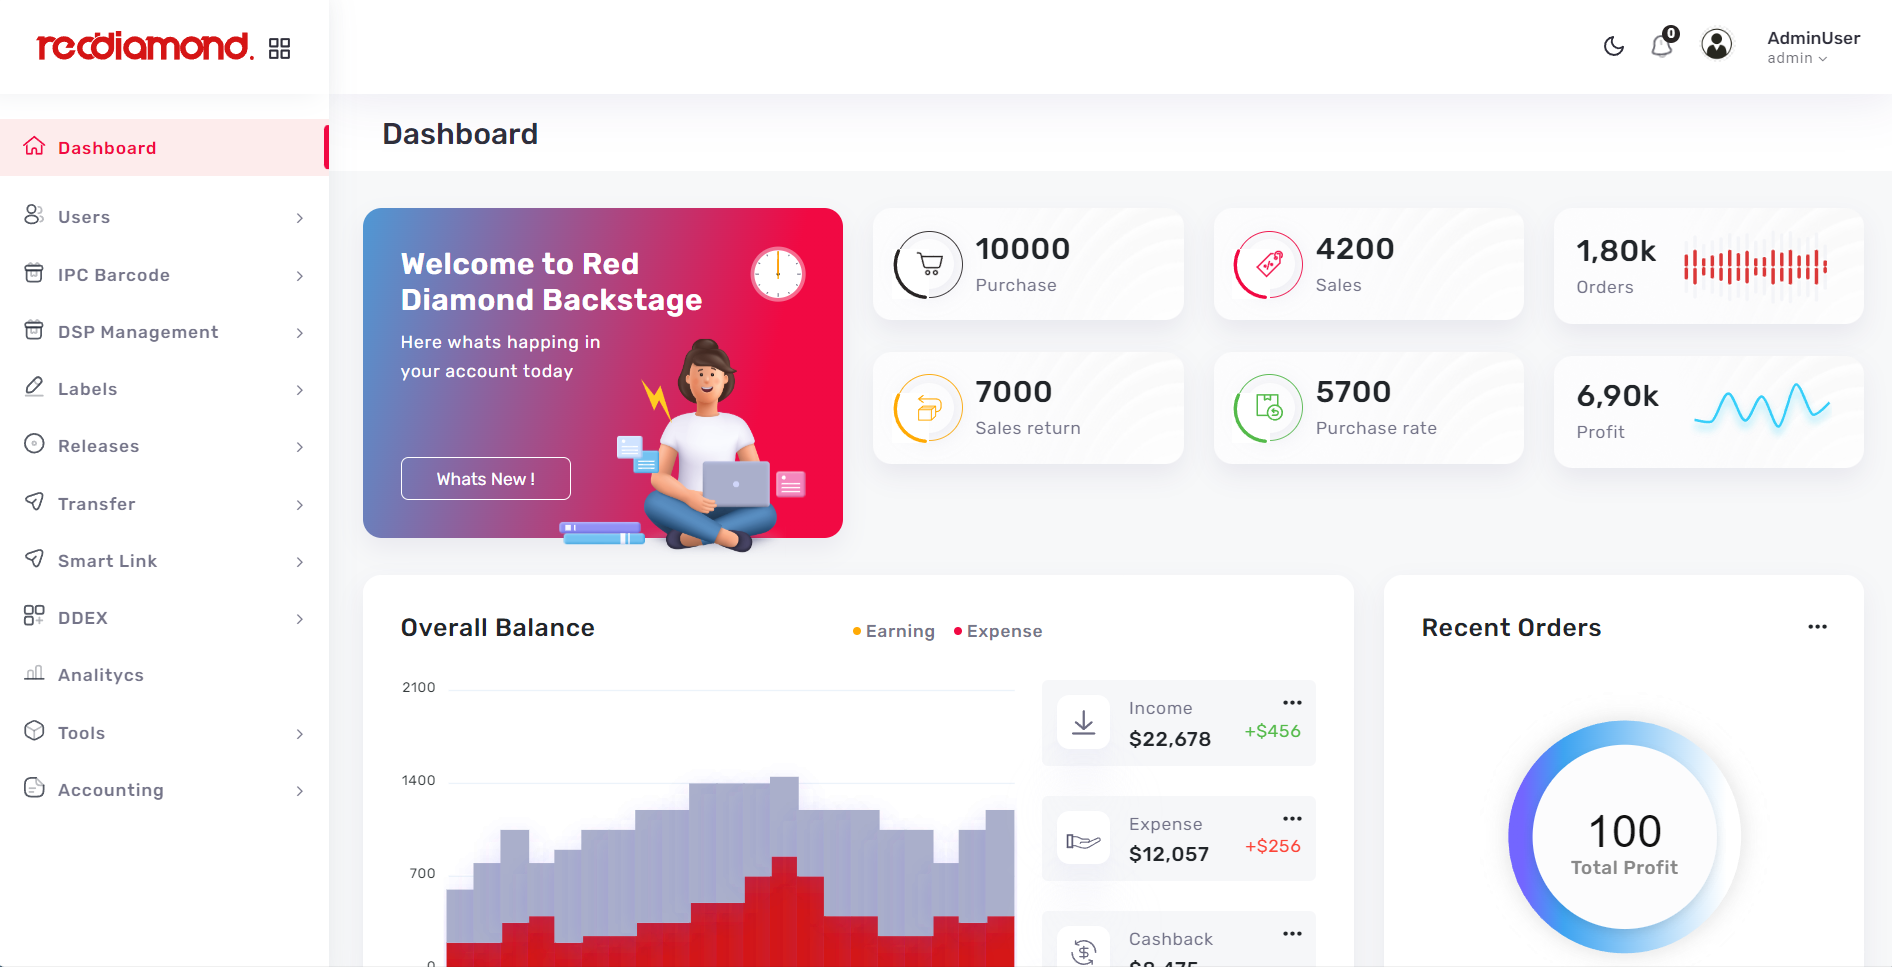 reddiamond.
0
AdminUser
admin
Dashboard
Users
IPC Barcode
DSP Management
Labels
Releases
Transfer
Smart Link
DDEX
Analitycs
Tools
Accounting
Dashboard
Welcome to Red
Diamond Backstage
Here whats happing in
your account today
Whats New !
10000
Purchase
4200
Sales
1,80k
Orders
7000
Sales return
5700
Purchase rate
6,90k
Profit
Overall Balance
Earning
Expense
2100
1400
700
0
Income
$22,678
+$456
Expense
$12,057
+$256
Cashback
Recent Orders
100
Total Profit